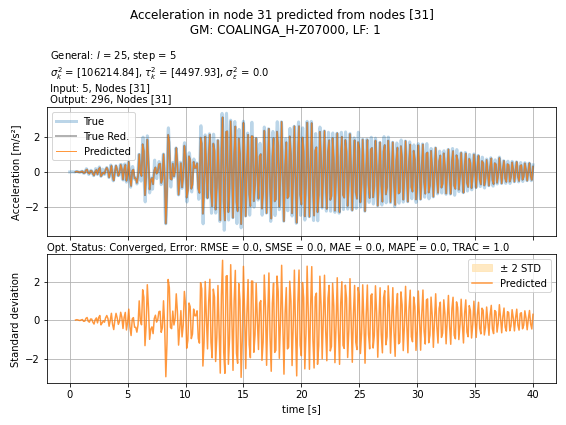 Acceleration in node 31 predicted from nodes [31]
GM: COALINGA_H-Z07000, LF: 1
General: l = 25, step = 5
σ²ₖ = [106214.84], τ²ₖ = [4497.93], σ²ε = 0.0
Input: 5, Nodes [31]
Output: 296, Nodes [31]
True
True Red.
Predicted
Acceleration [m/s²]
2
0
−2
Opt. Status: Converged, Error: RMSE = 0.0, SMSE = 0.0, MAE = 0.0, MAPE = 0.0, TRAC = 1.0
± 2 STD
Predicted
Standard deviation
2
0
−2
0 5 10 15 20 25 30 35 40
time [s]